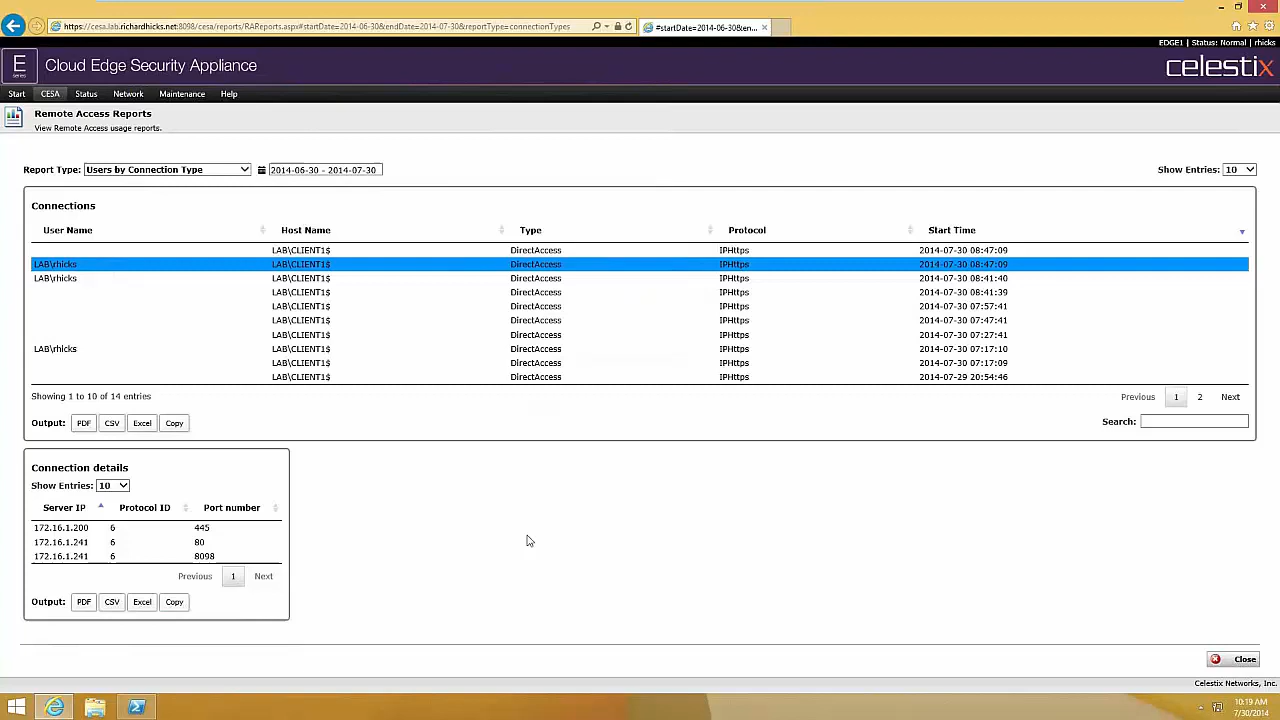 https://cesa.lab.richardhicks.net:8098/cesa/reports/RAReports.aspx#startDate=2014-06-30&endDate=2014-07-30&reportType=connectionTypes
#startDate=2014-06-30&en...
EDGE1 | Status: Normal | rhicks
E series
Cloud Edge Security Appliance
celestix
Start CESA Status Network Maintenance Help
Remote Access Reports
View Remote Access usage reports.
Report Type: Users by Connection Type 2014-06-30 - 2014-07-30 Show Entries: 10
Connections
User Name Host Name Type Protocol Start Time
LAB\CLIENT1$ DirectAccess IPHttps 2014-07-30 08:47:09
LAB\rhicks LAB\CLIENT1$ DirectAccess IPHttps 2014-07-30 08:47:09
LAB\rhicks LAB\CLIENT1$ DirectAccess IPHttps 2014-07-30 08:41:40
LAB\CLIENT1$ DirectAccess IPHttps 2014-07-30 08:41:39
LAB\CLIENT1$ DirectAccess IPHttps 2014-07-30 07:57:41
LAB\CLIENT1$ DirectAccess IPHttps 2014-07-30 07:47:41
LAB\CLIENT1$ DirectAccess IPHttps 2014-07-30 07:27:41
LAB\rhicks LAB\CLIENT1$ DirectAccess IPHttps 2014-07-30 07:17:10
LAB\CLIENT1$ DirectAccess IPHttps 2014-07-30 07:17:09
LAB\CLIENT1$ DirectAccess IPHttps 2014-07-29 20:54:46
Showing 1 to 10 of 14 entries Previous 1 2 Next
Output: PDF CSV Excel Copy Search:
Connection details
Show Entries: 10
Server IP Protocol ID Port number
172.16.1.200 6 445
172.16.1.241 6 80
172.16.1.241 6 8098
Previous 1 Next
Output: PDF CSV Excel Copy
Close
Celestix Networks, Inc.
10:19 AM
7/30/2014